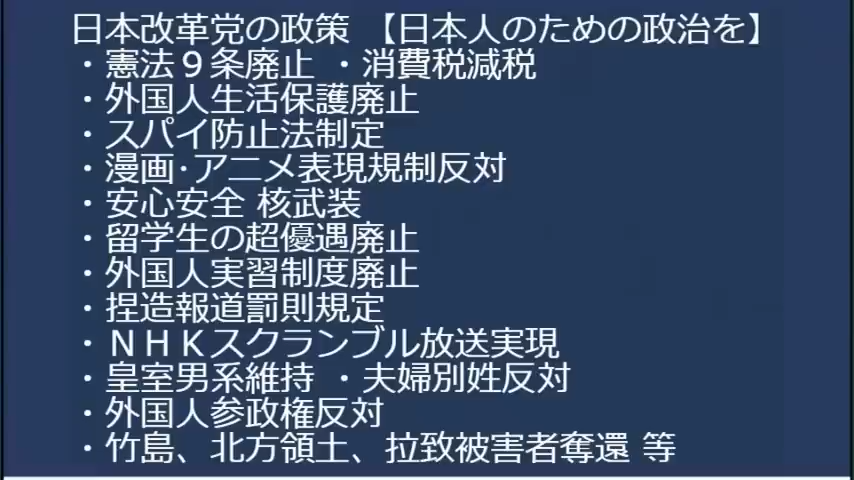 日本改革党の政策 【日本人のための政治を】
・憲法９条廃止 ・消費税減税
・外国人生活保護廃止
・スパイ防止法制定
・漫画･アニメ表現規制反対
・安心安全 核武装
・留学生の超優遇廃止
・外国人実習制度廃止
・捏造報道罰則規定
・ＮＨＫスクランブル放送実現
・皇室男系維持 ・夫婦別姓反対
・外国人参政権反対
・竹島、北方領土、拉致被害者奪還 等